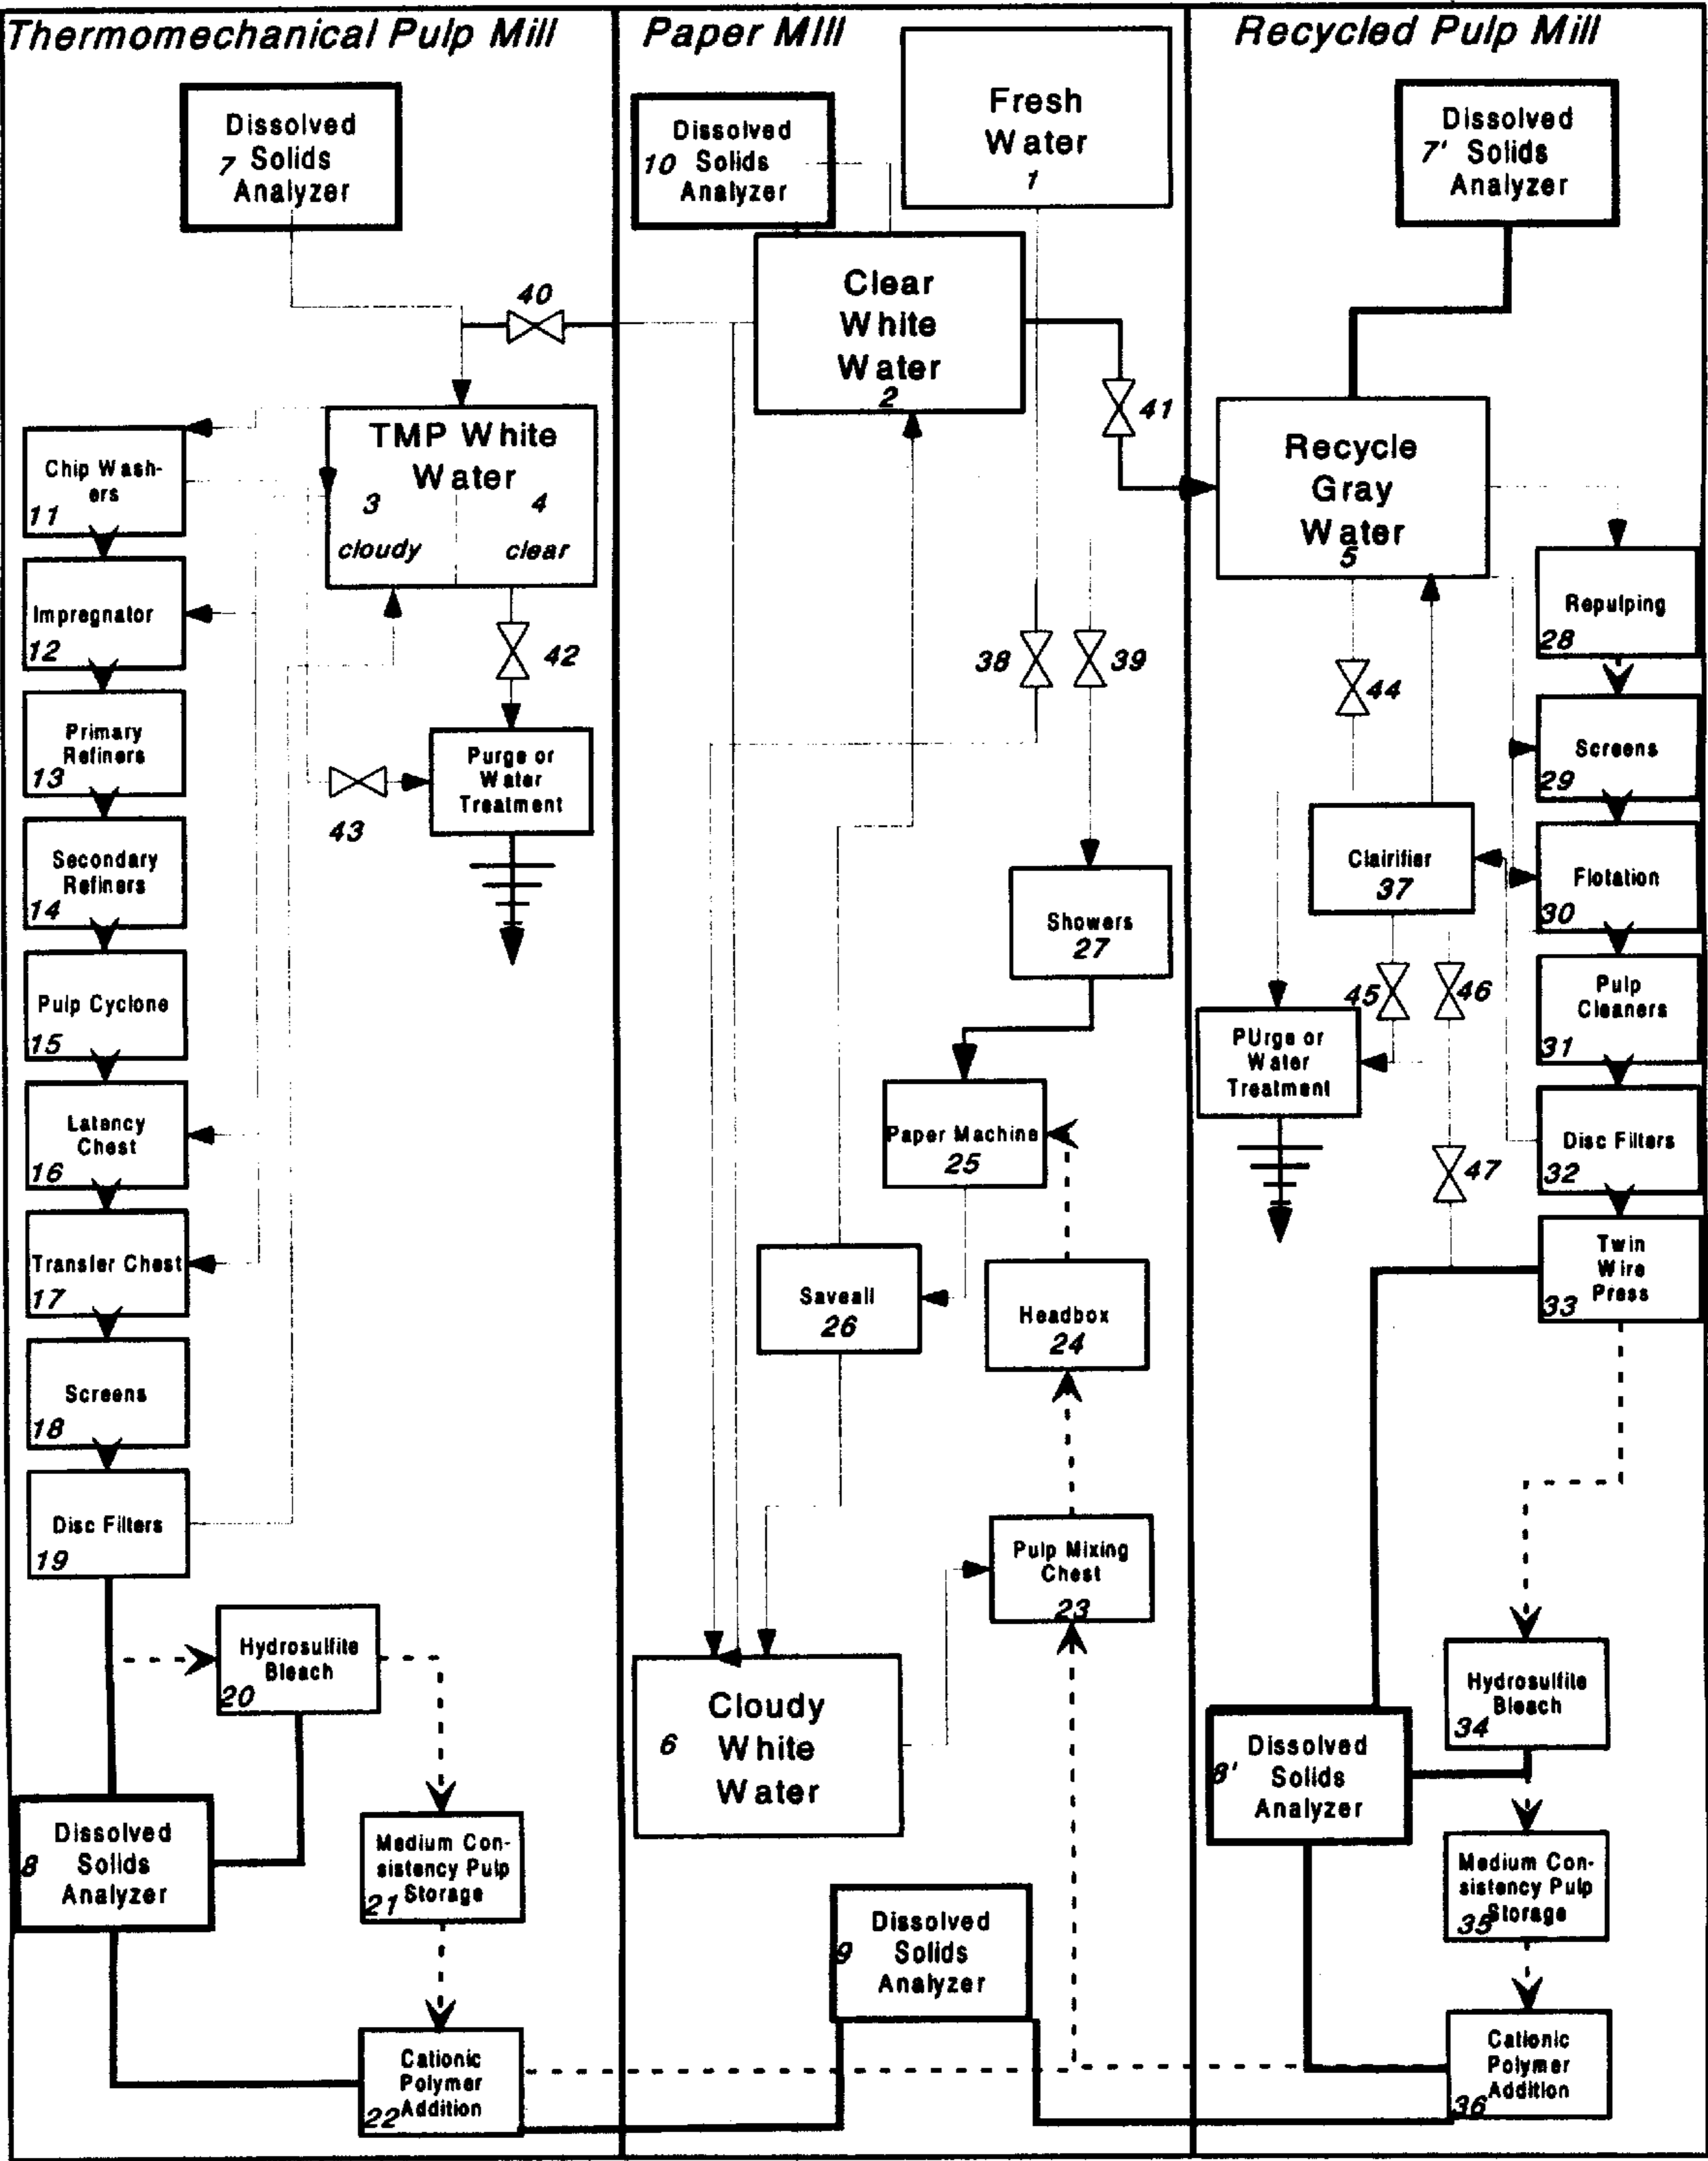 Thermomechanical Pulp Mill
Dissolved
7 Solids
Analyzer
40
TMP White
Water
3
4
cloudy
clear
Chip Wash-
ers
11
Impregnator
12
42
Primary
Refiners
13
Purge or
Water
Treatment
43
Secondary
Refiners
14
Pulp Cyclone
15
Latency
Chest
16
Transfer Chest
17
Screens
18
Disc Filters
19
Hydrosulfite
Bleach
20
Dissolved
8 Solids
Analyzer
Medium Con-
sistency Pulp
21 Storage
Cationic
Polymer
22 Addition
Paper MIll
Fresh
Water
1
Dissolved
10 Solids
Analyzer
Clear
White
Water
2
41
38
39
Showers
27
Paper Machine
25
Saveall
26
Headbox
24
Pulp Mixing
Chest
23
Cloudy
6 White
Water
Dissolved
9 Solids
Analyzer
Recycled Pulp Mill
Dissolved
7' Solids
Analyzer
Recycle
Gray
Water
5
Repulping
28
44
Screens
29
Clairifier
37
Flotation
30
45
46
Pulp
Cleaners
31
PUrge or
Water
Treatment
Disc Filters
32
47
Twin
Wire
Press
33
Hydrosulfite
Bleach
34
Dissolved
8' Solids
Analyzer
Medium Con-
sistency Pulp
35 Storage
Cationic
Polymer
36 Addition